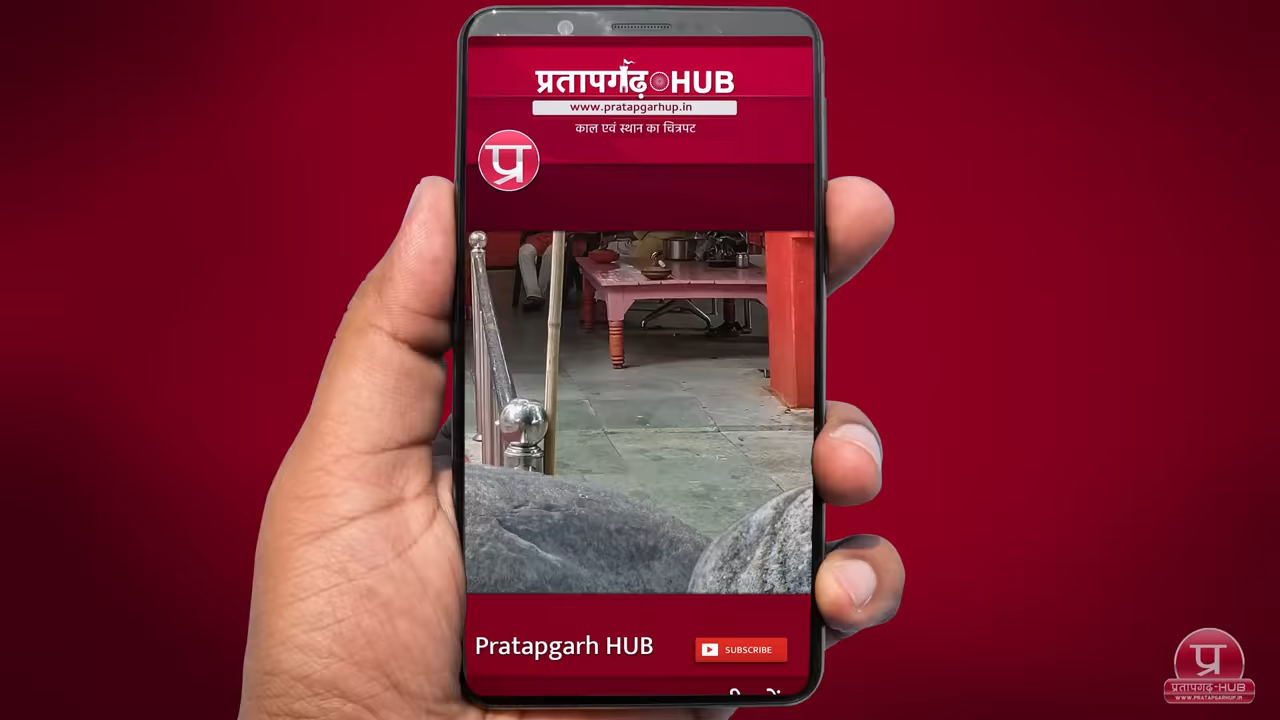 प्रतापगढ़ HUB
www.pratapgarhup.in
काल एवं स्थान का चित्रपट
प्र
Pratapgarh HUB
SUBSCRIBE
प्र
प्रतापगढ़-HUB
WWW.PRATAPGARHUP.IN